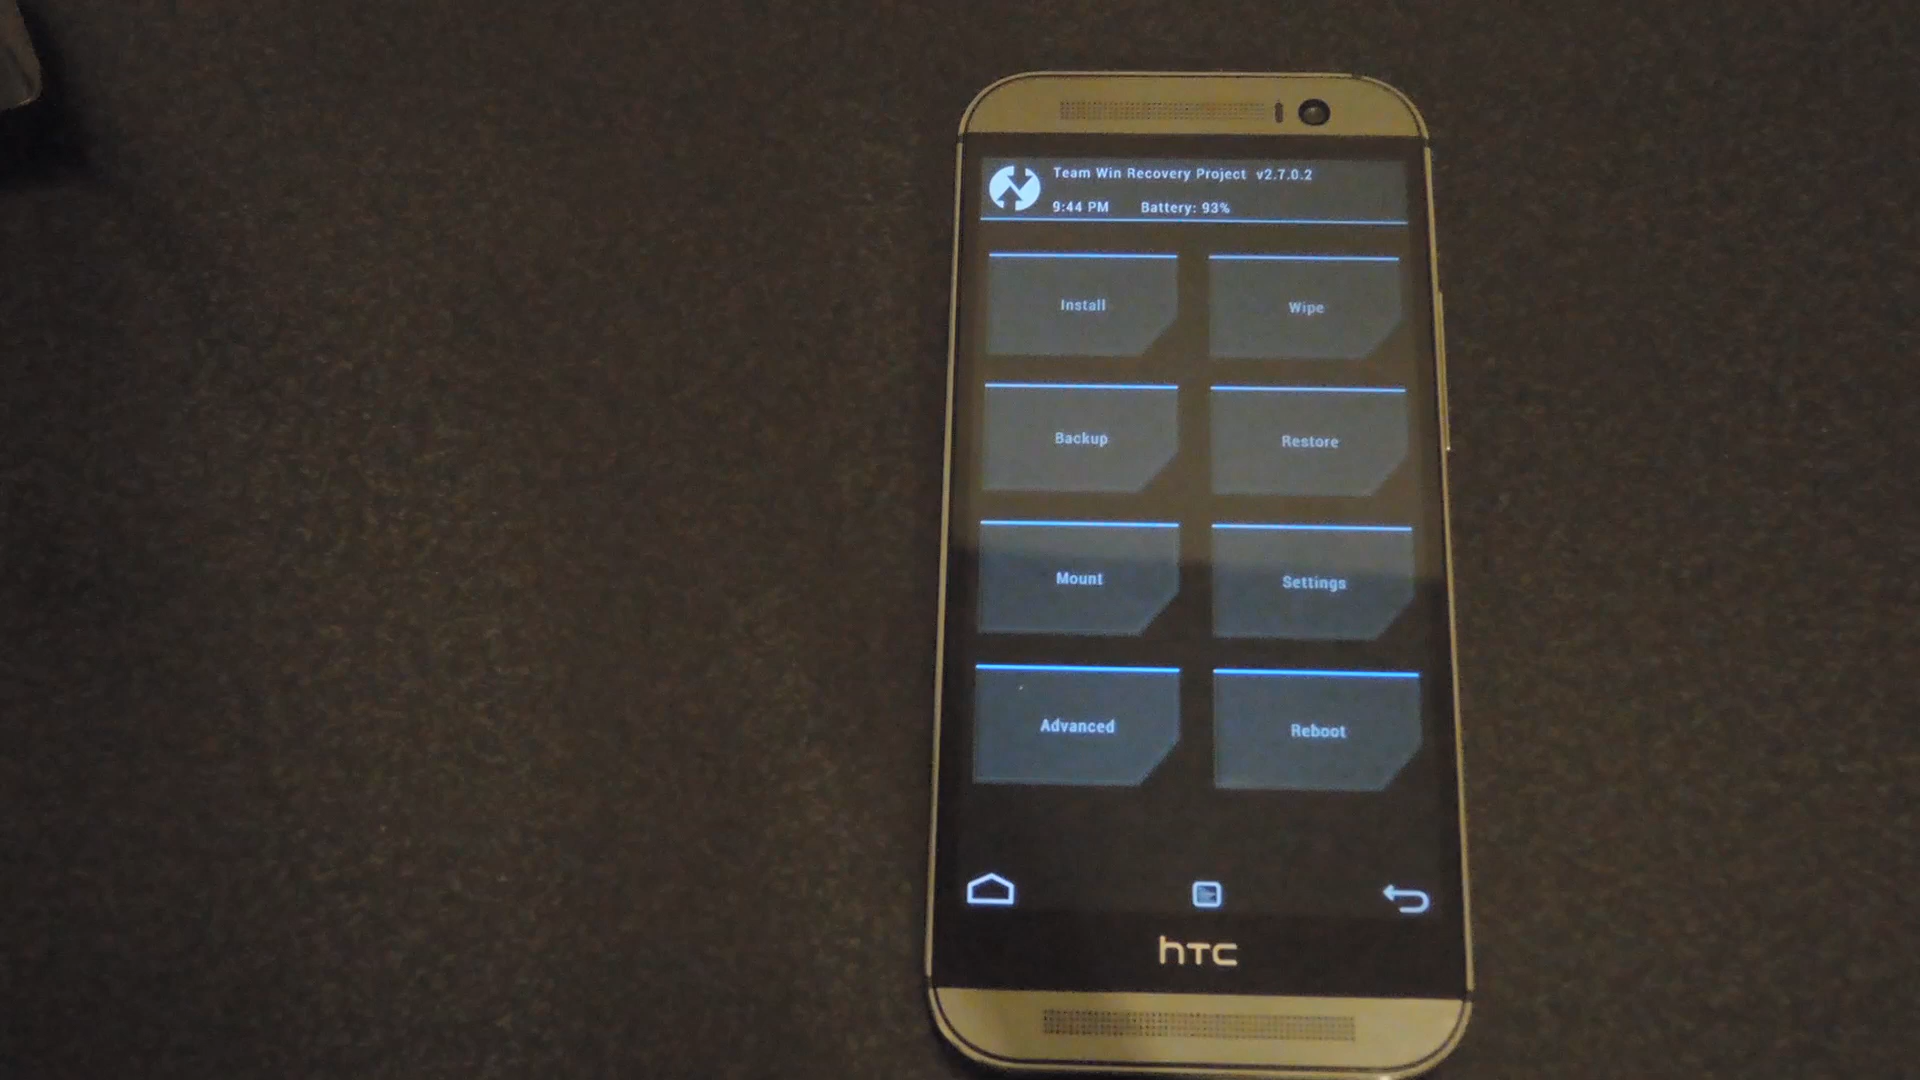 Team Win Recovery Project v2.7.0.2
9:44 PM Battery: 93%
Install Wipe
Backup Restore
Mount Settings
Advanced Reboot
hTC